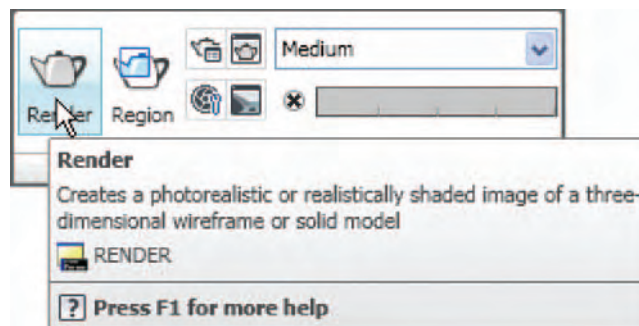 Medium
Render
Region
Render
Creates a photorealistic or realistically shaded image of a three-
dimensional wireframe or solid model
RENDER
? Press F1 for more help